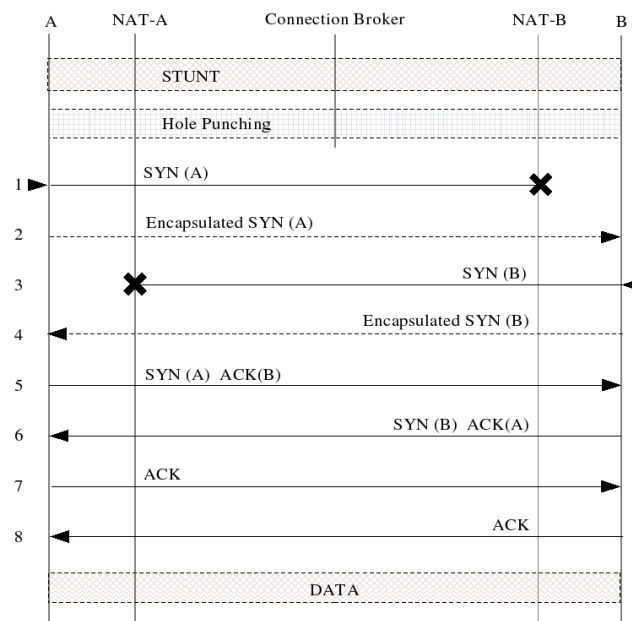 A NAT-A Connection Broker NAT-B B
STUNT
Hole Punching
1 SYN (A)
2 Encapsulated SYN (A)
3 SYN (B)
4 Encapsulated SYN (B)
5 SYN (A) ACK(B)
6 SYN (B) ACK(A)
7 ACK
8 ACK
DATA